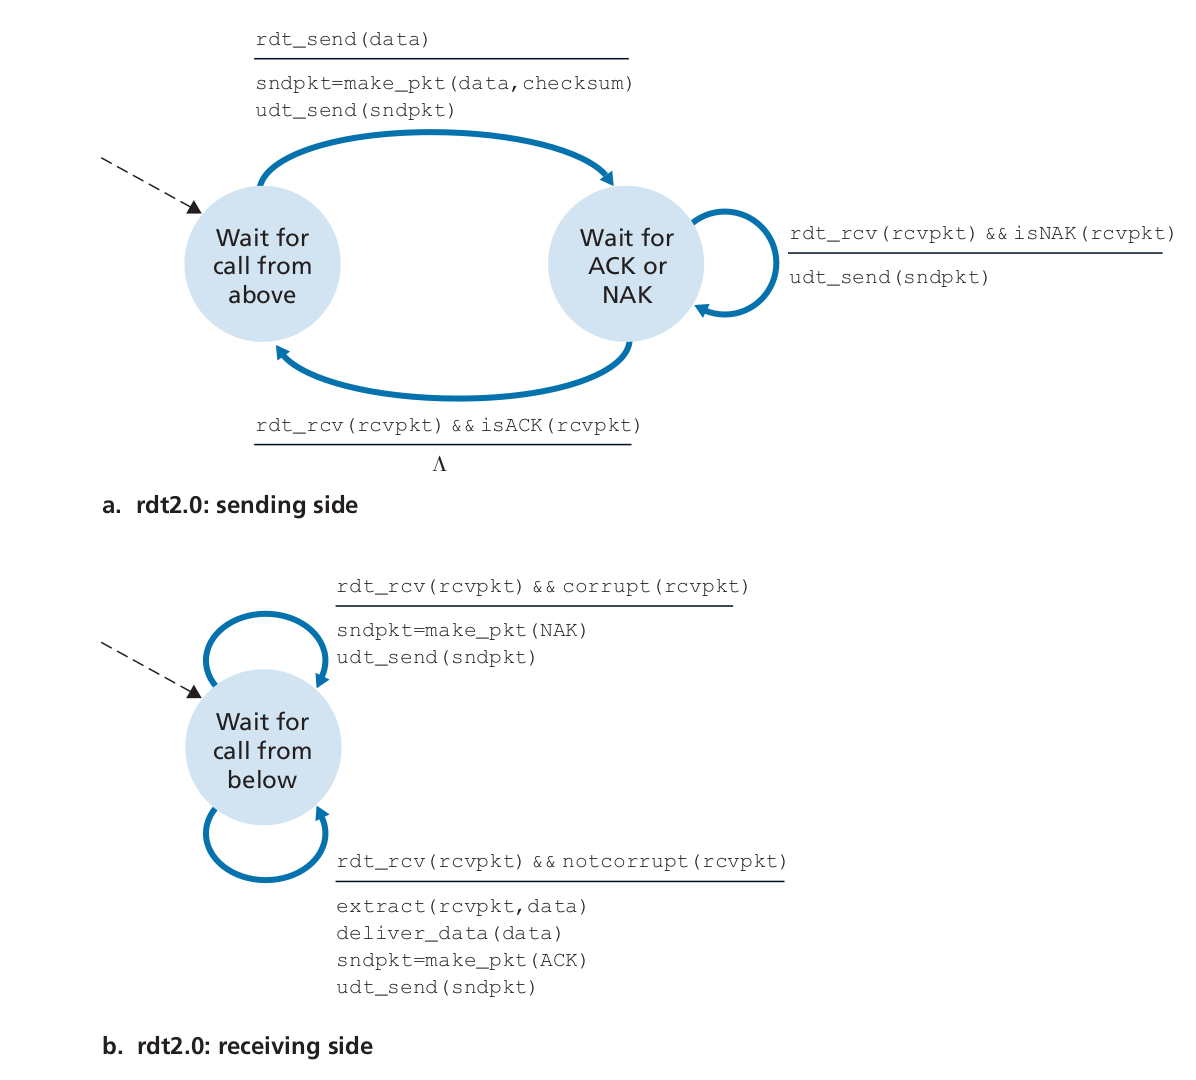 rdt_send(data)
sndpkt=make_pkt(data,checksum)
udt_send(sndpkt)
Wait for
call from
above
Wait for
ACK or
NAK
rdt_rcv(rcvpkt) && isNAK(rcvpkt)
udt_send(sndpkt)
rdt_rcv(rcvpkt) && isACK(rcvpkt)
Λ
a. rdt2.0: sending side
rdt_rcv(rcvpkt) && corrupt(rcvpkt)
sndpkt=make_pkt(NAK)
udt_send(sndpkt)
Wait for
call from
below
rdt_rcv(rcvpkt) && notcorrupt(rcvpkt)
extract(rcvpkt,data)
deliver_data(data)
sndpkt=make_pkt(ACK)
udt_send(sndpkt)
b. rdt2.0: receiving side